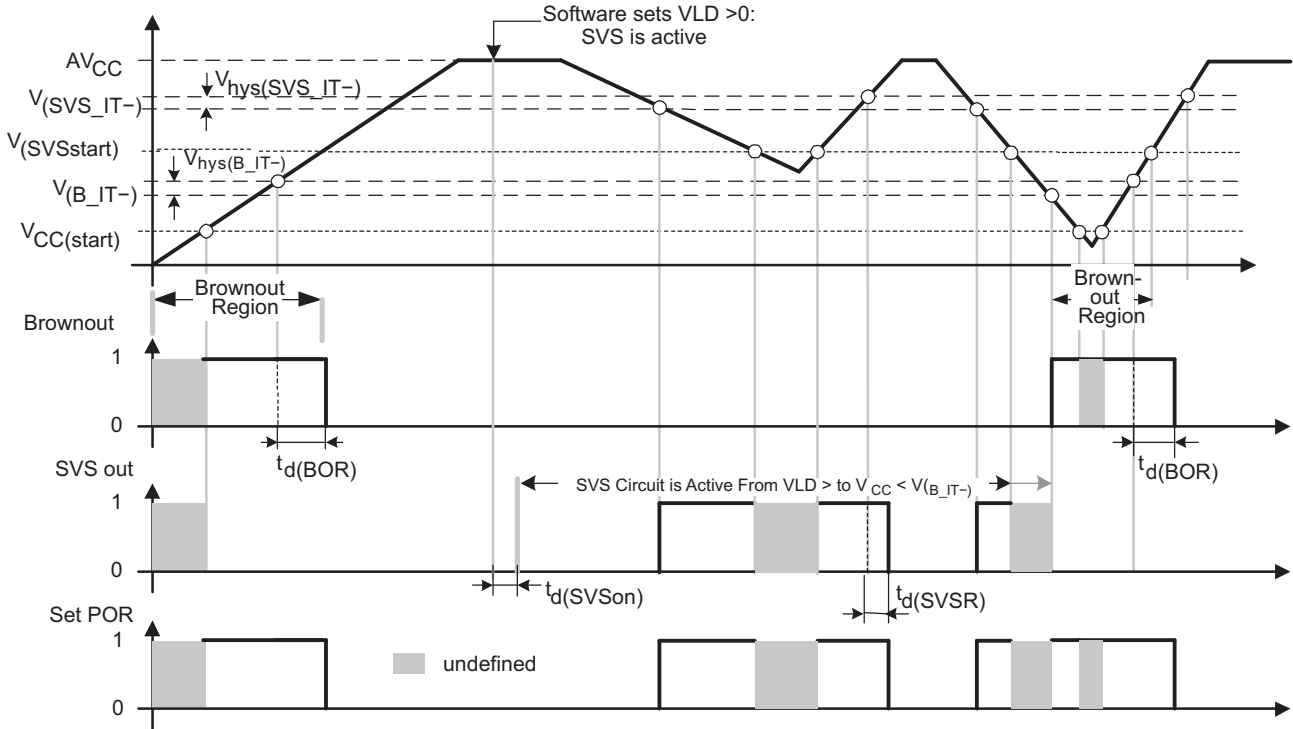 Software sets VLD >0:
SVS is active
AVCC
Vhys(SVS_IT−)
V(SVS_IT−)
V(SVSstart)
Vhys(B_IT−)
V(B_IT−)
VCC(start)
Brownout
Region
Brown-
out
Region
Brownout
1
0
td(BOR)
td(BOR)
SVS out
SVS Circuit is Active From VLD > to VCC < V(B_IT−)
1
0
td(SVSon)
td(SVSR)
Set POR
1
undefined
0